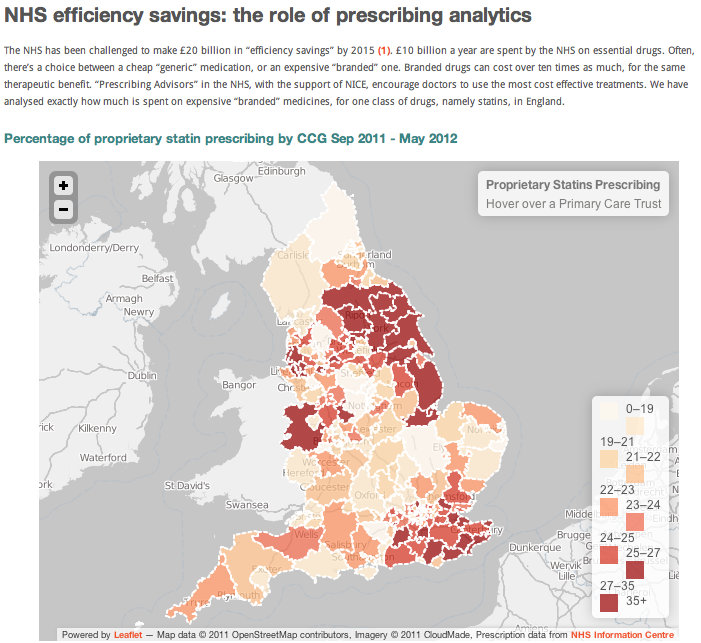 NHS efficiency savings: the role of prescribing analytics
The NHS has been challenged to make £20 billion in “efficiency savings” by 2015 (1). £10 billion a year are spent by the NHS on essential drugs. Often,
there’s a choice between a cheap “generic” medication, or an expensive “branded” one. Branded drugs can cost over ten times as much, for the same
therapeutic benefit. “Prescribing Advisors” in the NHS, with the support of NICE, encourage doctors to use the most cost effective treatments. We have
analysed exactly how much is spent on expensive “branded” medicines, for one class of drugs, namely statins, in England.
Percentage of proprietary statin prescribing by CCG Sep 2011 - May 2012
+
−
Proprietary Statins Prescribing
Hover over a Primary Care Trust
Edinburgh
Glasgow
Londonderry/Derry
Carlisle
Belfast
Armagh
Newry
Dublin
Bangor
Kilkenny
Waterford
St David's
Swansea
Worcester
Oxford
Wells
Salisbury
Exeter
Plymouth
Truro
Dunkerque
Wervik
Lille
Amiens
0–19
19–21
21–22
22–23
23–24
24–25
25–27
27–35
35+
Powered by Leaflet — Map data © 2011 OpenStreetMap contributors, Imagery © 2011 CloudMade, Prescription data from NHS Information Centre